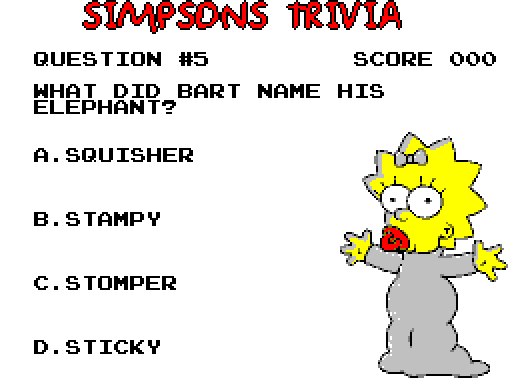 SIMPSONS TRIVIA
QUESTION #5 SCORE 000
WHAT DID BART NAME HIS
ELEPHANT?
A.SQUISHER
B.STAMPY
C.STOMPER
D.STICKY